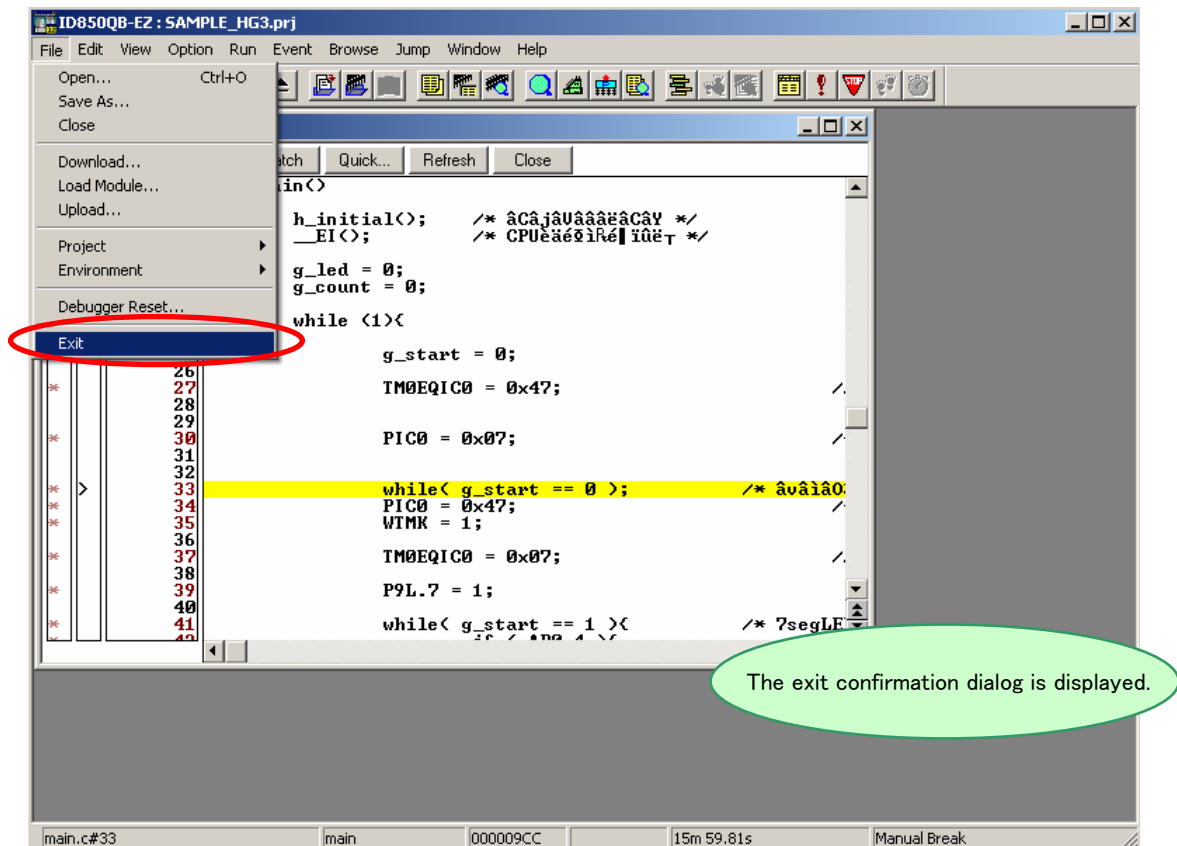 ID850QB-EZ : SAMPLE_HG3.prj
File Edit View Option Run Event Browse Jump Window Help
Open... Ctrl+O
Save As...
Close
Download...
Load Module...
Upload...
Project
Environment
Debugger Reset...
Exit
Quick... Refresh Close
h_initial();
__EI();
g_led = 0;
g_count = 0;
while (1){
g_start = 0;
26
27 TM0EQIC0 = 0x47;
28
29
30 PIC0 = 0x07;
31
32
33 while( g_start == 0 );
34 PIC0 = 0x47;
35 WTMK = 1;
36
37 TM0EQIC0 = 0x07;
38
39 P9L.7 = 1;
40
41 while( g_start == 1 ){ /* 7segLE
The exit confirmation dialog is displayed.
main.c#33 main 000009CC 15m 59.81s Manual Break